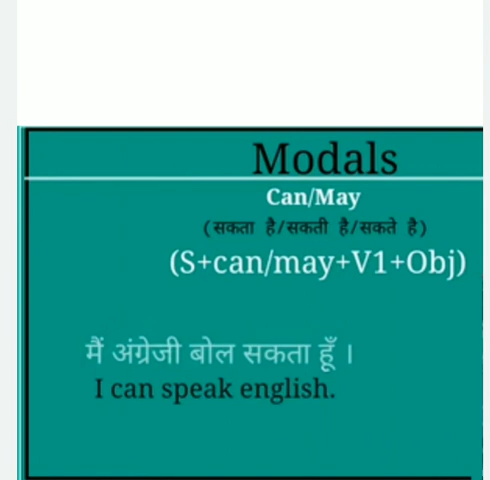 Modals
Can/May
(सकता है/सकती है/सकते है)
(S+can/may+V1+Obj)
मैं अंग्रेजी बोल सकता हूँ ।
I can speak english.